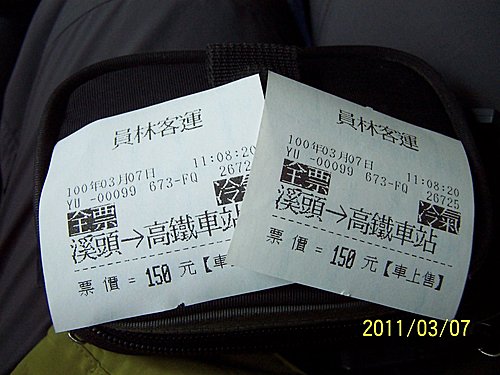 員林客運
100年03月07日 11:08:20
YU -00099 673-FQ 26725
全票 冷氣
溪頭→高鐵車站
票 價 = 150 元【車
員林客運
100年03月07日 11:08:20
YU -00099 673-FQ 26725
全票 冷氣
溪頭→高鐵車站
票 價 = 150 元【車上售】
2011/03/07